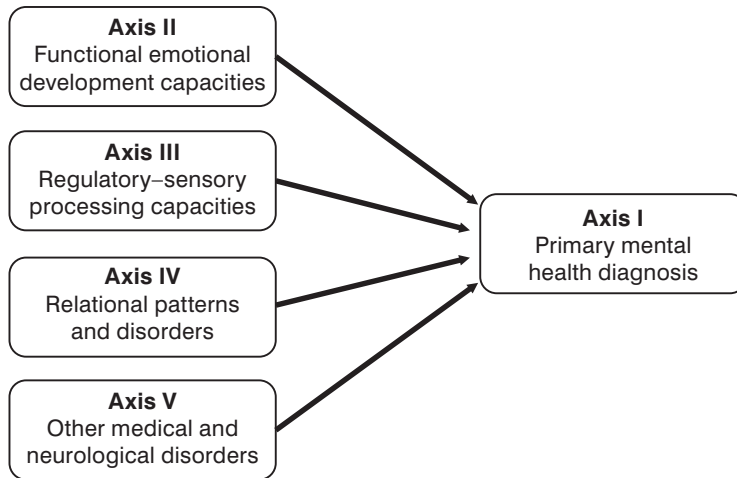 Axis II
Functional emotional
development capacities
Axis III
Regulatory–sensory
processing capacities
Axis IV
Relational patterns
and disorders
Axis V
Other medical and
neurological disorders
Axis I
Primary mental
health diagnosis